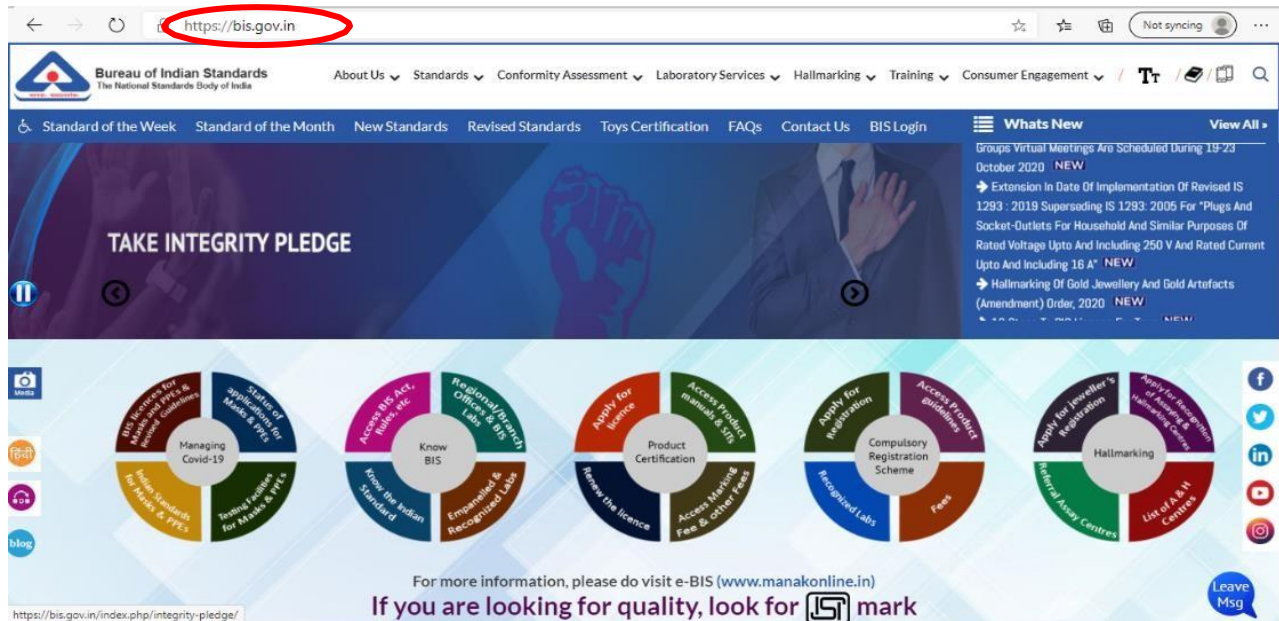 https://bis.gov.in
Not syncing
Bureau of Indian Standards
The National Standards Body of India
About Us Standards Conformity Assessment Laboratory Services Hallmarking Training Consumer Engagement / TT / /
Standard of the Week Standard of the Month New Standards Revised Standards Toys Certification FAQs Contact Us BIS Login
Whats New View All »
Groups Virtual Meetings Are Scheduled During 19-23
October 2020 NEW
Extension In Date Of Implementation Of Revised IS
1293 : 2019 Superseding IS 1293: 2005 For "Plugs And
Socket-Outlets For Household And Similar Purposes Of
Rated Voltage Upto And Including 250 V And Rated Current
Upto And Including 16 A" NEW
Hallmarking Of Gold Jewellery And Gold Artefacts
(Amendment) Order, 2020 NEW
TAKE INTEGRITY PLEDGE
Media
हिन्दी
blog
BIS licences for
Masks and PPEs &
Revised Guidelines
Status of
applications for
Masks & PPEs
Managing
Covid-19
Indian Standards
for Masks & PPEs
Testing Facilities
for Masks & PPEs
Access BIS Act,
Rules, etc
Regional/Branch
Offices & BIS
Labs
Know
BIS
Know the Indian
Standard
Empanelled &
Recognized Labs
Apply for
licence
Access Product
manuals & SITs
Product
Certification
Renew the licence
Access Marking
Fee & other Fees
Apply for
Registration
Access Product
guidelines
Compulsory
Registration
Scheme
Recognized Labs
Fees
Apply for jeweller's
Registration
Apply for Recognition
of Assaying &
Hallmarking Centres
Hallmarking
Referral Assay Centres
List of A & H
Centres
For more information, please do visit e-BIS (www.manakonline.in)
If you are looking for quality, look for ISI mark
Leave
Msg
https://bis.gov.in/index.php/integrity-pledge/